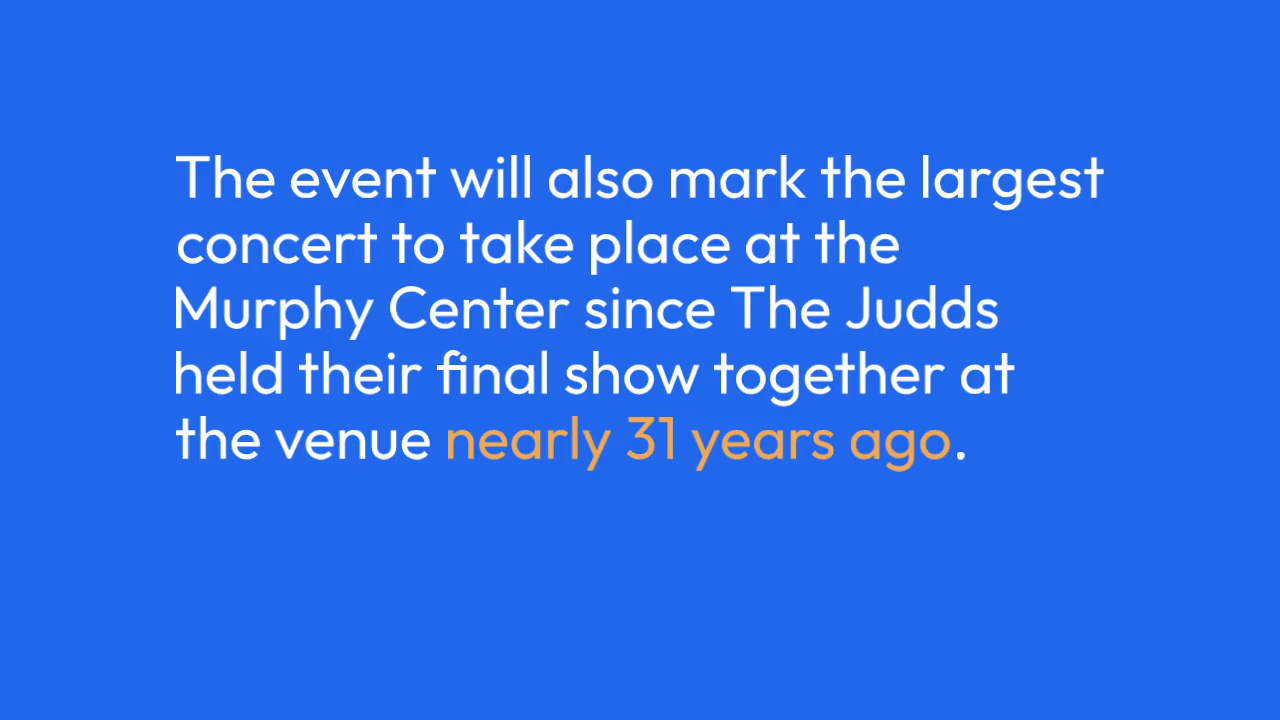 The event will also mark the largest
concert to take place at the
Murphy Center since The Judds
held their final show together at
the venue nearly 31 years ago.